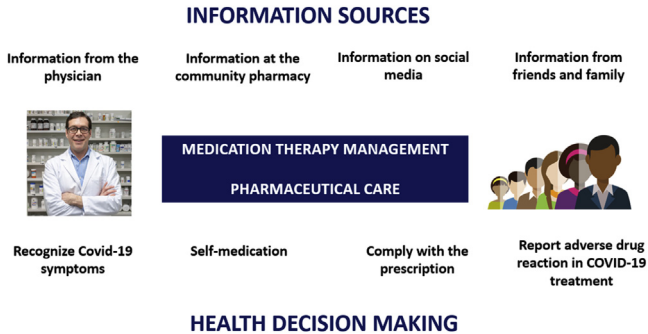 INFORMATION SOURCES
Information from the
physician
Information at the
community pharmacy
Information on social
media
Information from
friends and family
MEDICATION THERAPY MANAGEMENT
PHARMACEUTICAL CARE
Recognize Covid-19
symptoms
Self-medication
Comply with the
prescription
Report adverse drug
reaction in COVID-19
treatment
HEALTH DECISION MAKING